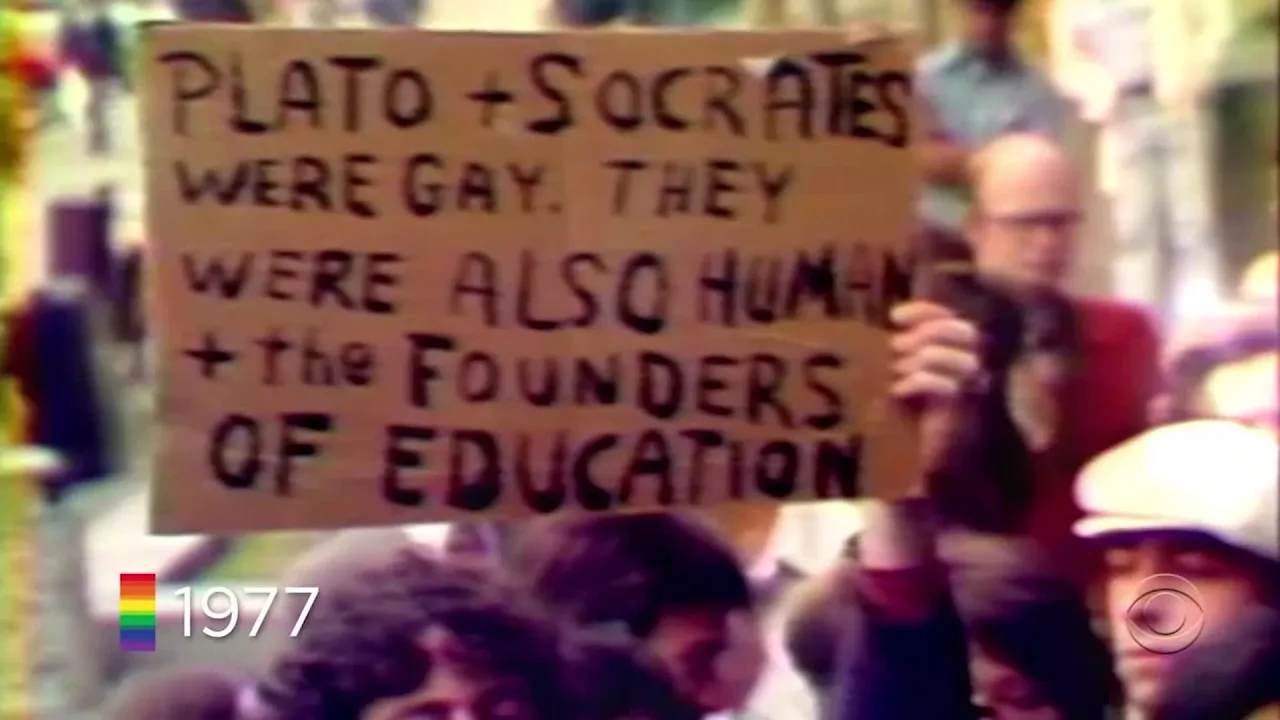 PLATO + SOCRATES
WERE GAY. THEY
WERE ALSO HUMAN
+ the FOUNDERS
OF EDUCATION
1977